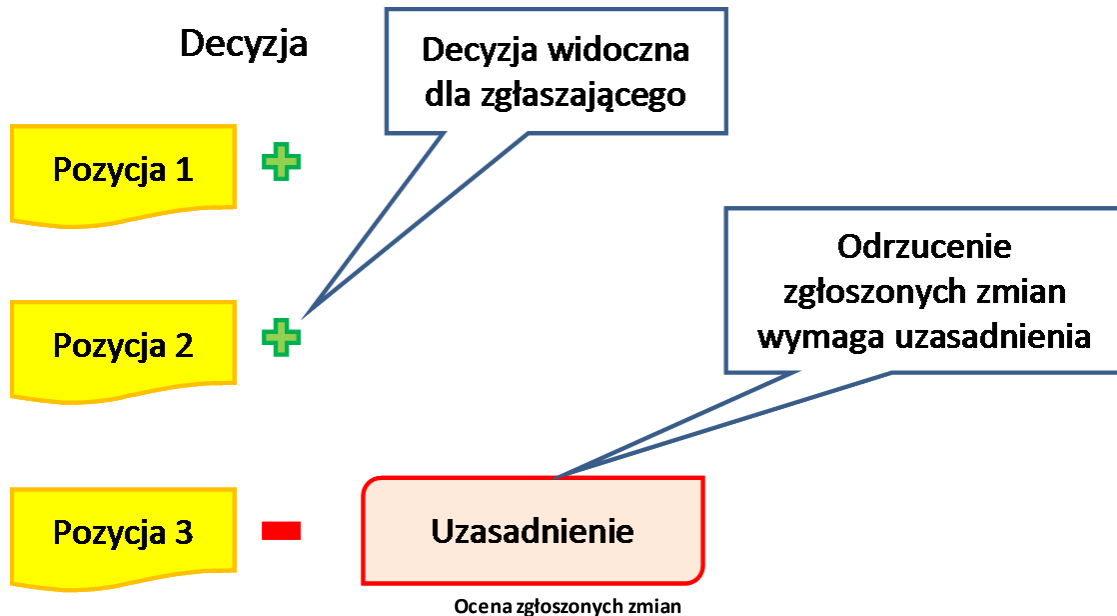 Decyzja
Decyzja widoczna
dla zgłaszającego
Pozycja 1
Pozycja 2
Odrzucenie
zgłoszonych zmian
wymaga uzasadnienia
Pozycja 3
Uzasadnienie
Ocena zgłoszonych zmian